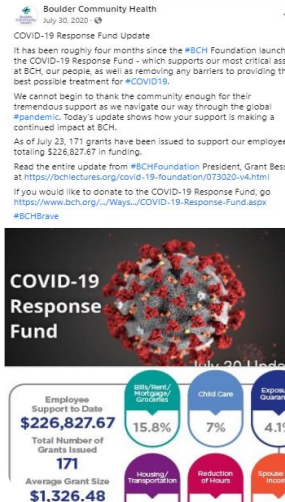 Boulder Community Health
July 30, 2020 ·
COVID-19 Response Fund Update
It has been roughly four months since the #BCH Foundation launch
the COVID-19 Response Fund - which supports our most critical ass
at BCH, our people, as well as removing any barriers to providing th
best possible treatment for #COVID19.
We cannot begin to thank the community enough for their
tremendous support as we navigate our way through the global
#pandemic. Today's update shows how your support is making a
continued impact at BCH.
As of July 23, 171 grants have been issued to support our employee
totaling $226,827.67 in funding.
Read the entire update from #BCHFoundation President, Grant Bess
at https://bchlectures.org/covid-19-foundation/073020-v4.html
If you would like to donate to the COVID-19 Response Fund, go
https://www.bch.org/.../Ways.../COVID-19-Response-Fund.aspx
#BCHBrave
COVID-19
Response
Fund
July 30 Upda
Employee
Support to Date
$226,827.67
Total Number of
Grants Issued
171
Average Grant Size
$1,326.48
Bills/Rent/
Mortgage/
Groceries
15.8%
Child Care
7%
Exposu
Quaran
4.1%
Housing/
Transportation
Reduction
of Hours
Spouse
Incom